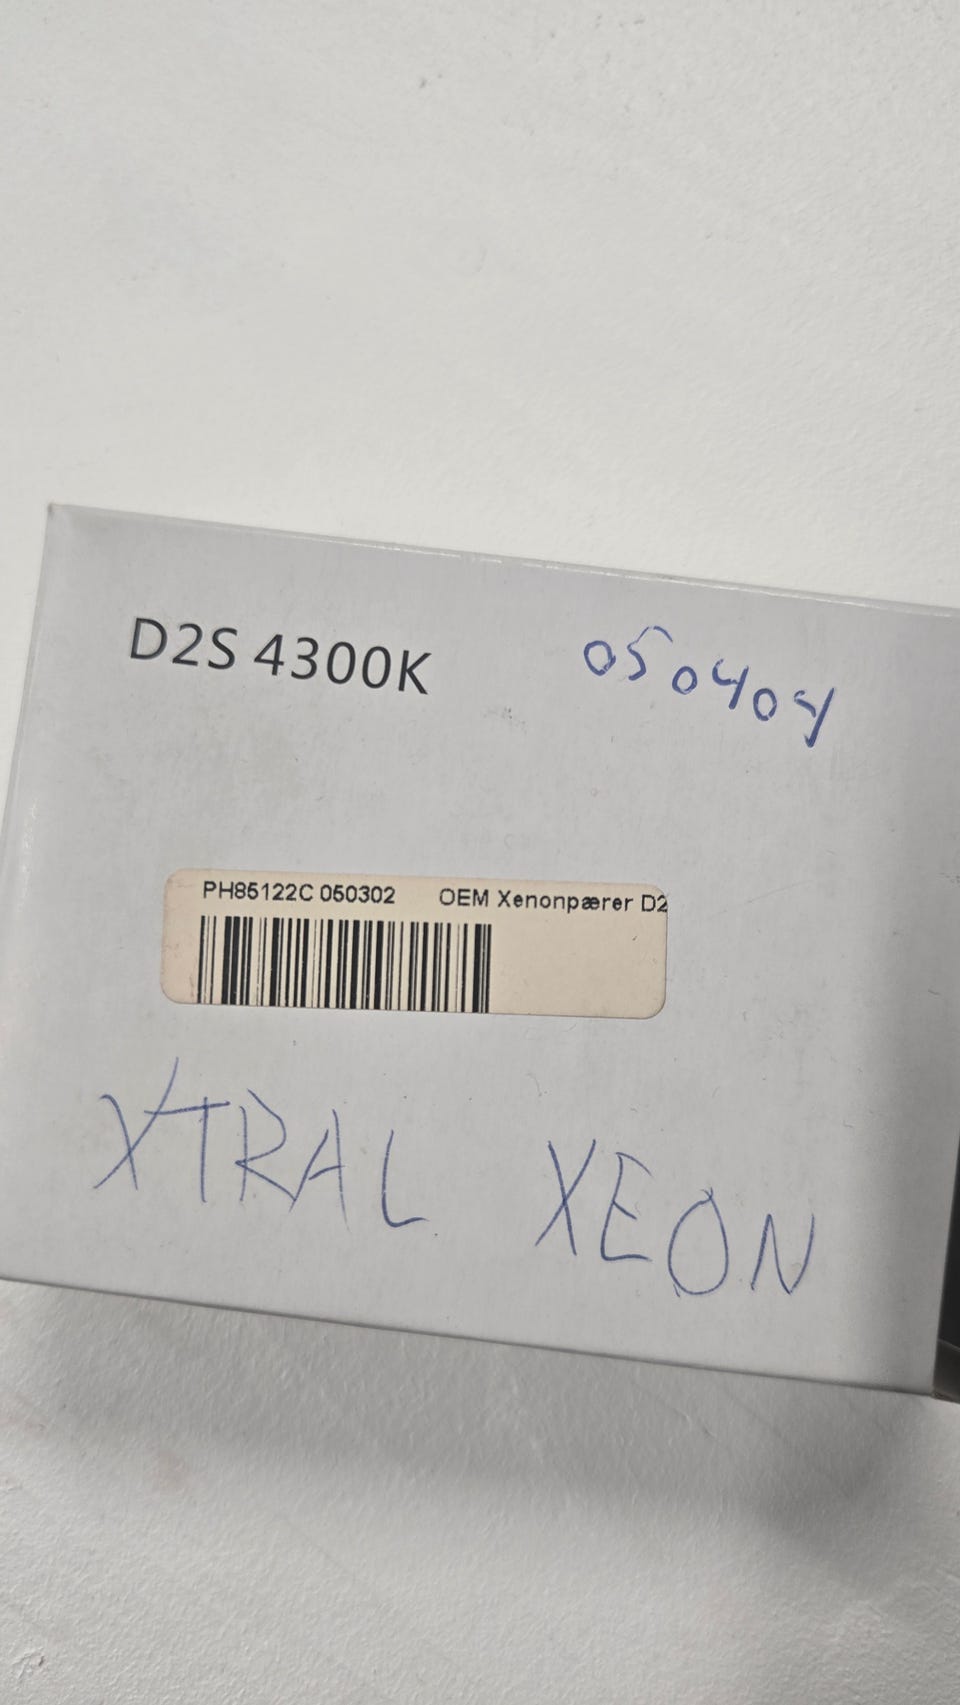 D2S 4300K 050404
PH85122C 050302 OEM Xenonpærer D2
XTRAL XEON